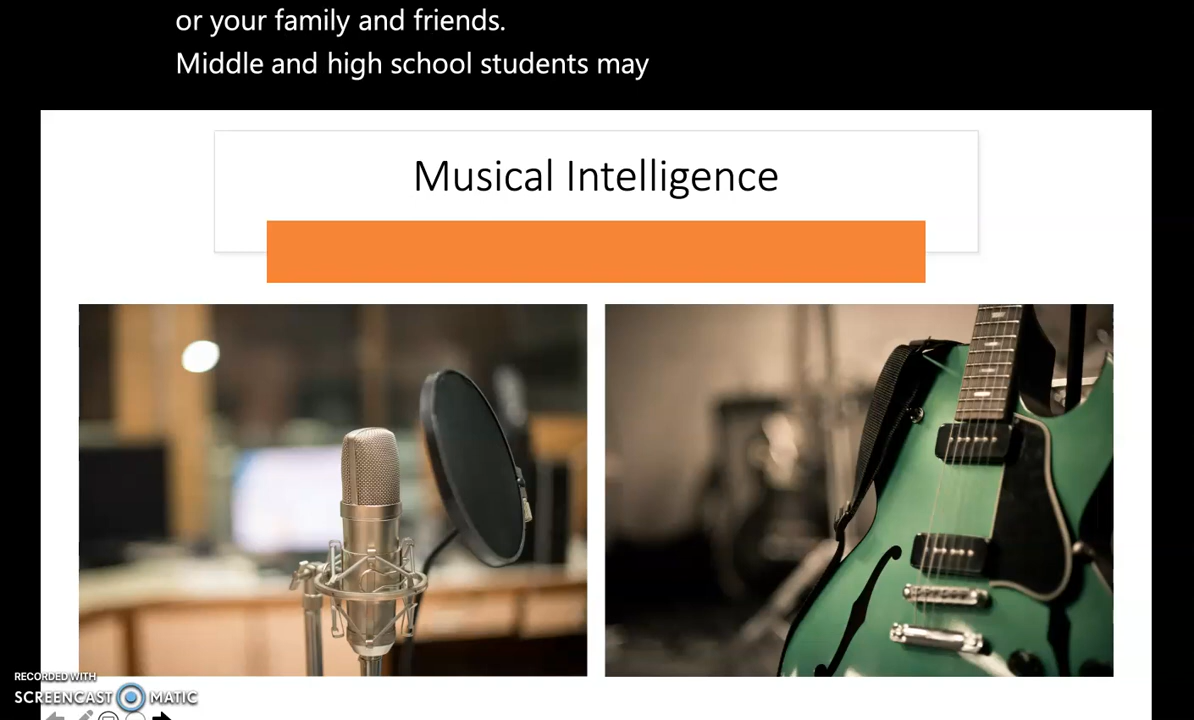 or your family and friends.
Middle and high school students may
Musical Intelligence
RECORDED WITH
SCREENCAST MATIC